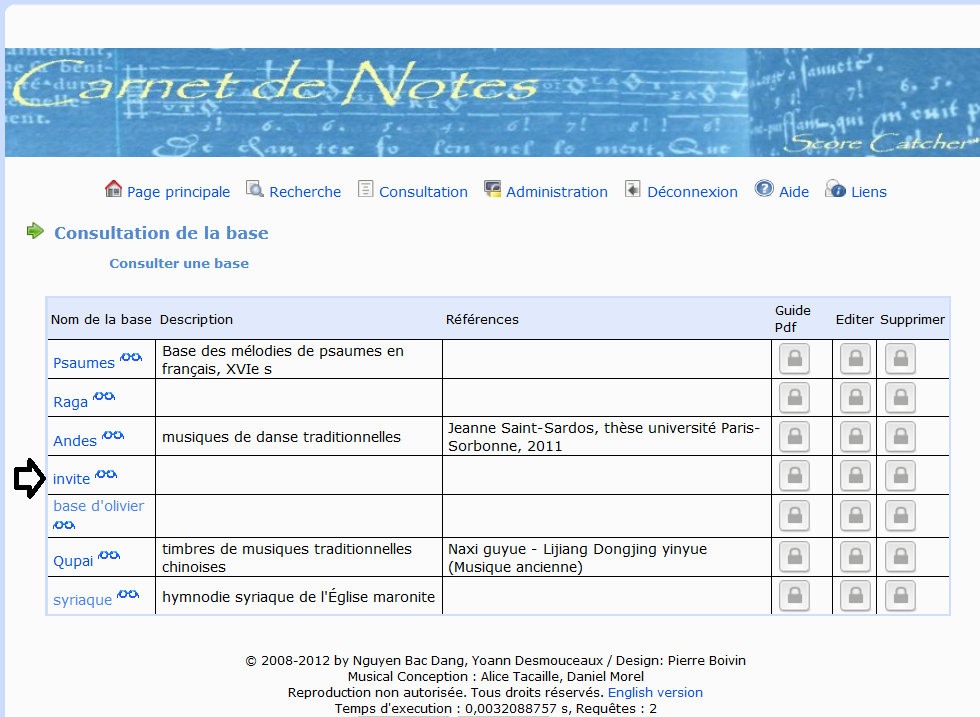 Carnet de Notes
Score Catcher
Page principale Recherche Consultation Administration Déconnexion Aide Liens
Consultation de la base
Consulter une base
Nom de la base Description Références Guide Pdf Editer Supprimer
Psaumes Base des mélodies de psaumes en
français, XVIe s
Raga
Andes musiques de danse traditionnelles Jeanne Saint-Sardos, thèse université Paris-
Sorbonne, 2011
invite
base d'olivier
Qupai timbres de musiques traditionnelles Naxi guyue - Lijiang Dongjing yinyue
chinoises (Musique ancienne)
syriaque hymnodie syriaque de l'Église maronite
© 2008-2012 by Nguyen Bac Dang, Yoann Desmouceaux / Design: Pierre Boivin
Musical Conception : Alice Tacaille, Daniel Morel
Reproduction non autorisée. Tous droits réservés. English version
Temps d'execution : 0,0032088757 s, Requêtes : 2